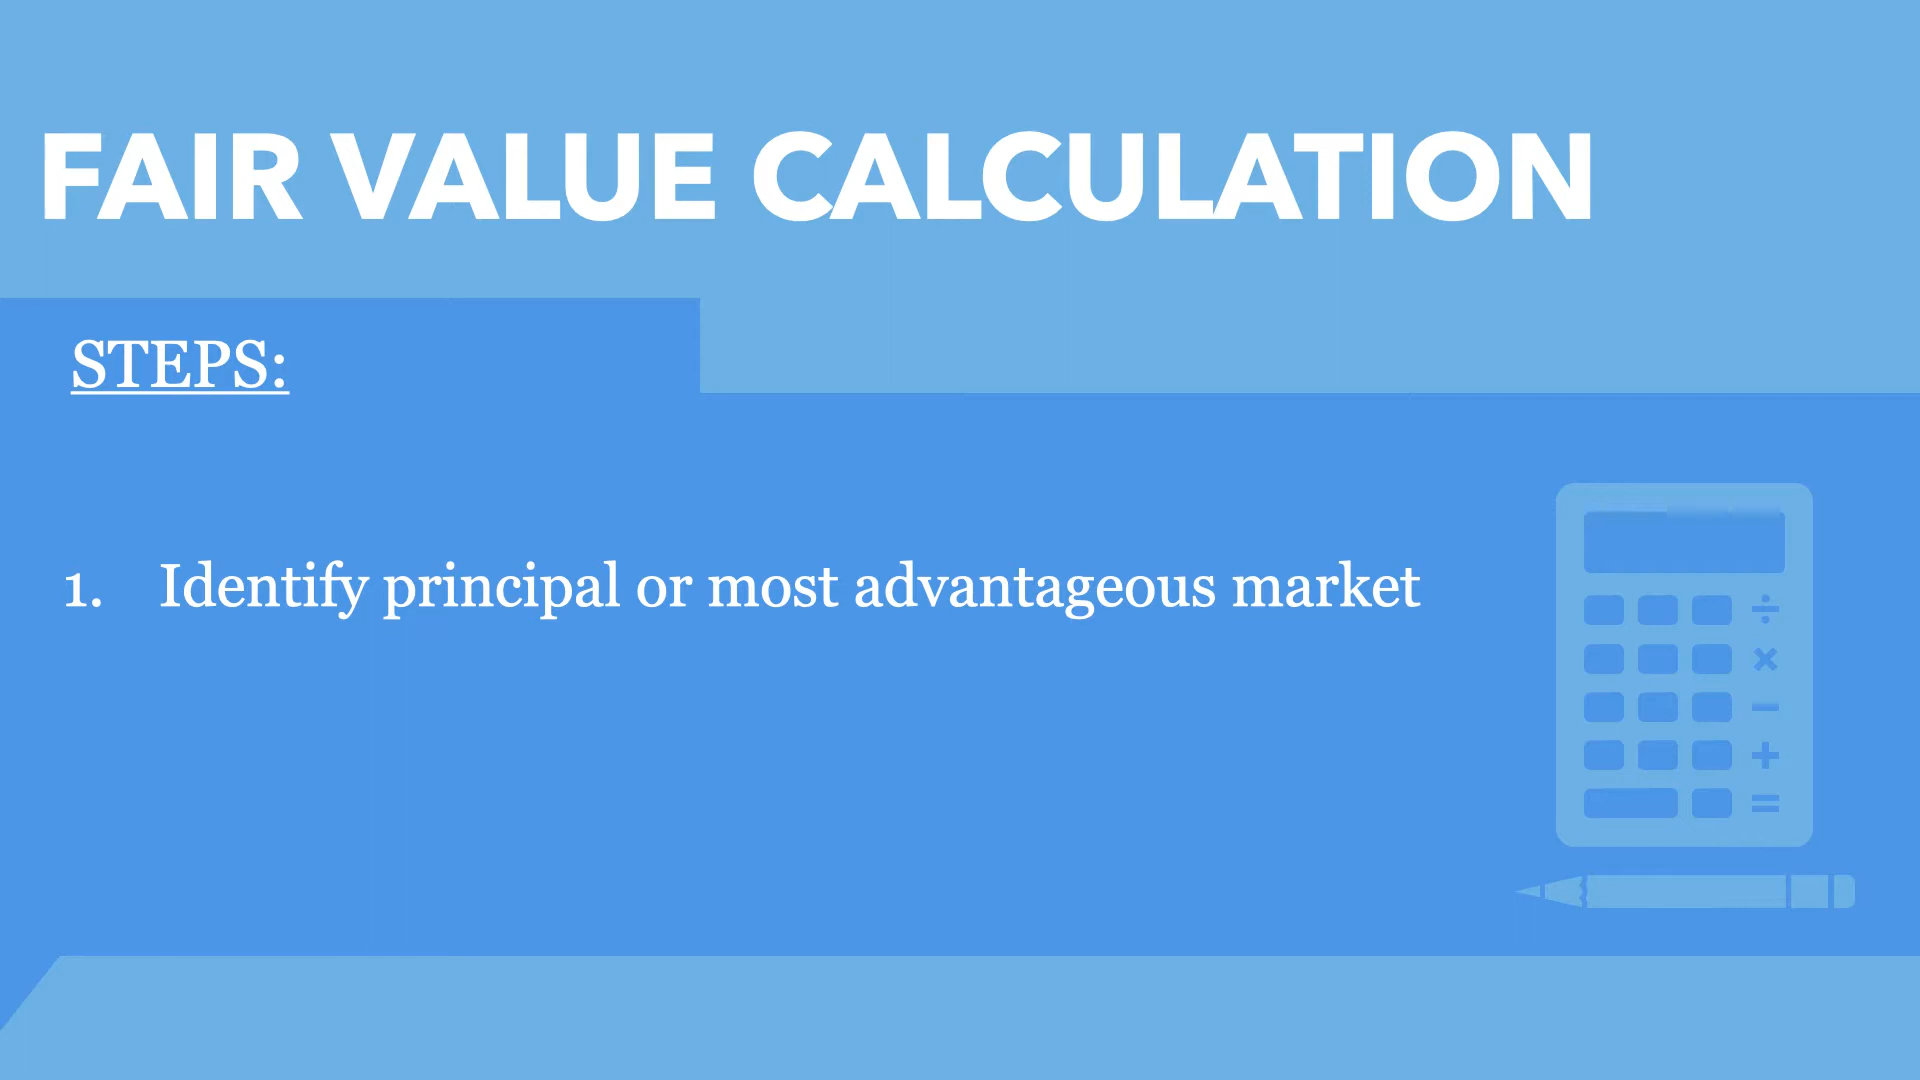 FAIR VALUE CALCULATION
STEPS:
1. Identify principal or most advantageous market